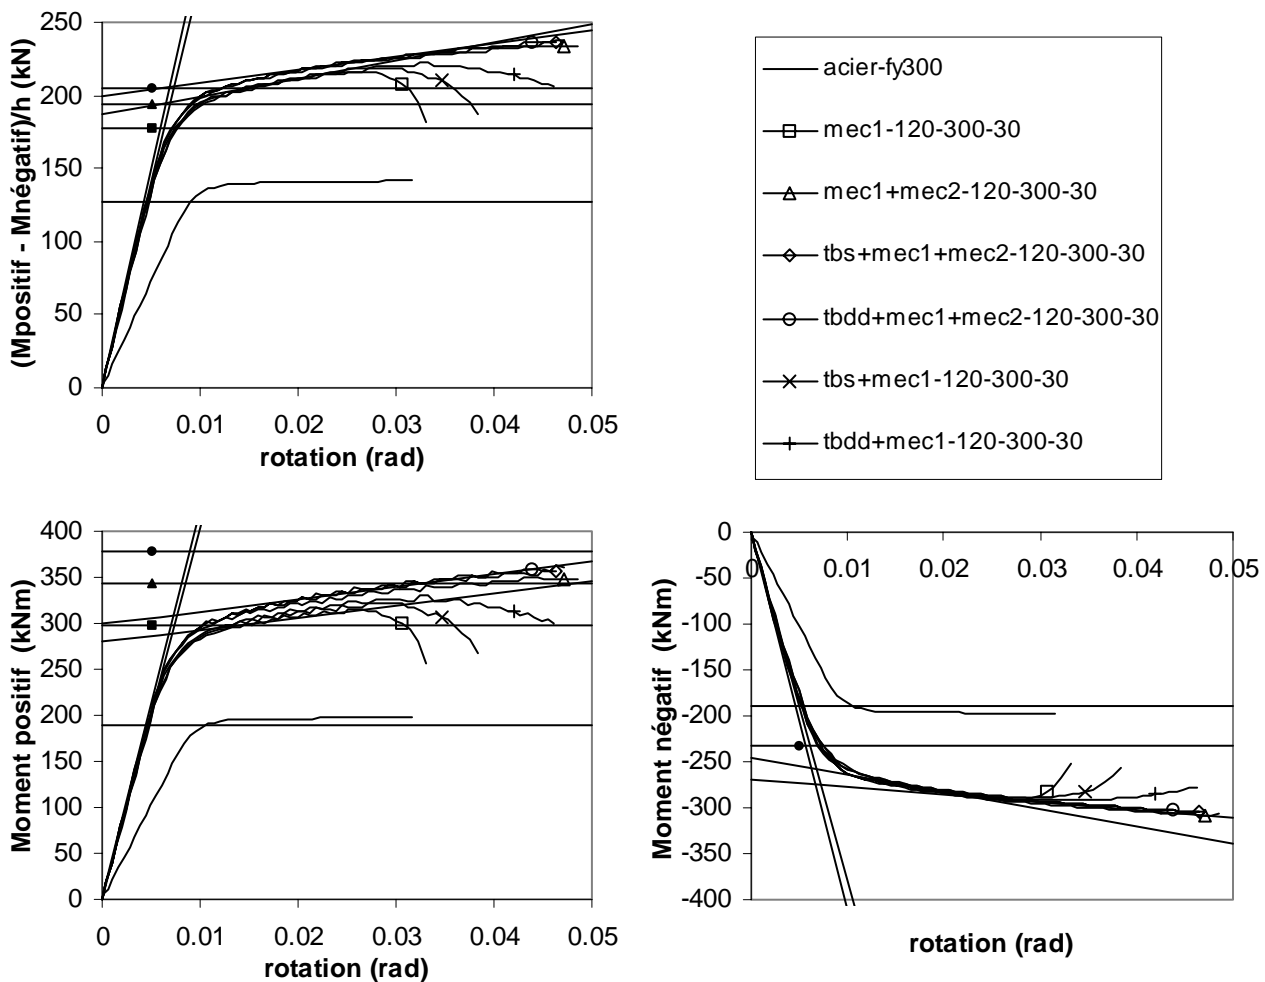 (Mpositif - Mnégatif)/h (kN)
250
200
150
100
50
0
0 0.01 0.02 0.03 0.04 0.05
rotation (rad)
acier-fy300
mec1-120-300-30
mec1+mec2-120-300-30
tbs+mec1+mec2-120-300-30
tbdd+mec1+mec2-120-300-30
tbs+mec1-120-300-30
tbdd+mec1-120-300-30
Moment positif (kNm)
400
350
300
250
200
150
100
50
0
0 0.01 0.02 0.03 0.04 0.05
rotation (rad)
Moment négatif (kNm)
0
-50
-100
-150
-200
-250
-300
-350
-400
0 0.01 0.02 0.03 0.04 0.05
rotation (rad)